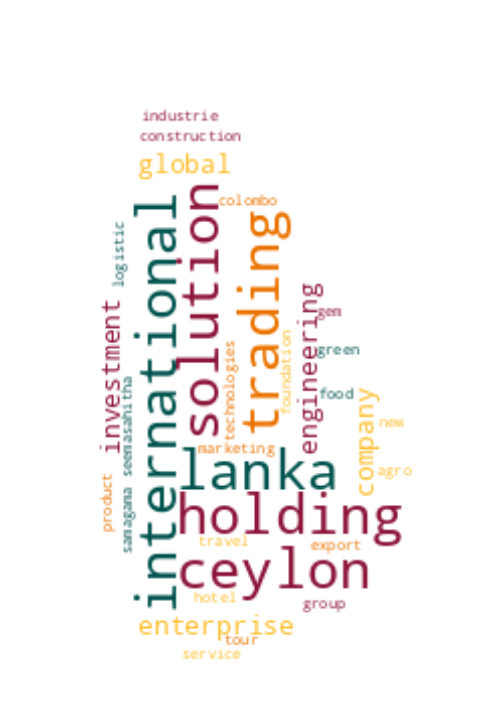 industrie
construction
global
colombo
international
solution
trading
logistic
engineering
investment
gem
technologies
foundation
green
seemasahitha
food
company
new
marketing
lanka
agro
product
samagama
holding
travel
export
ceylon
hotel
group
enterprise
tour
service